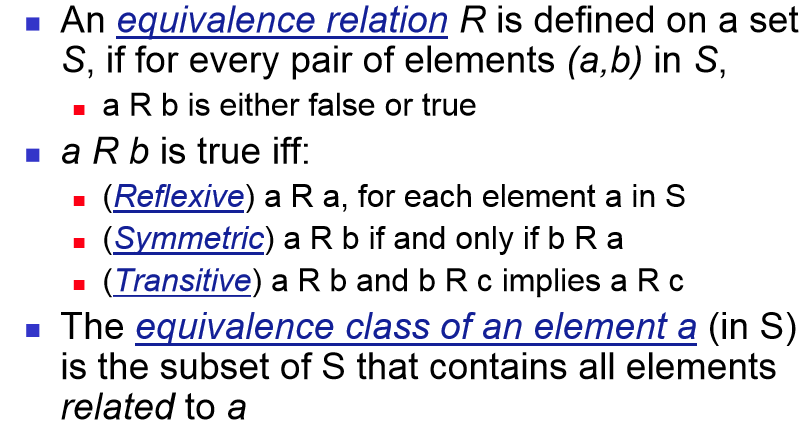 An equivalence relation R is defined on a set
S, if for every pair of elements (a,b) in S,
a R b is either false or true
a R b is true iff:
(Reflexive) a R a, for each element a in S
(Symmetric) a R b if and only if b R a
(Transitive) a R b and b R c implies a R c
The equivalence class of an element a (in S)
is the subset of S that contains all elements
related to a